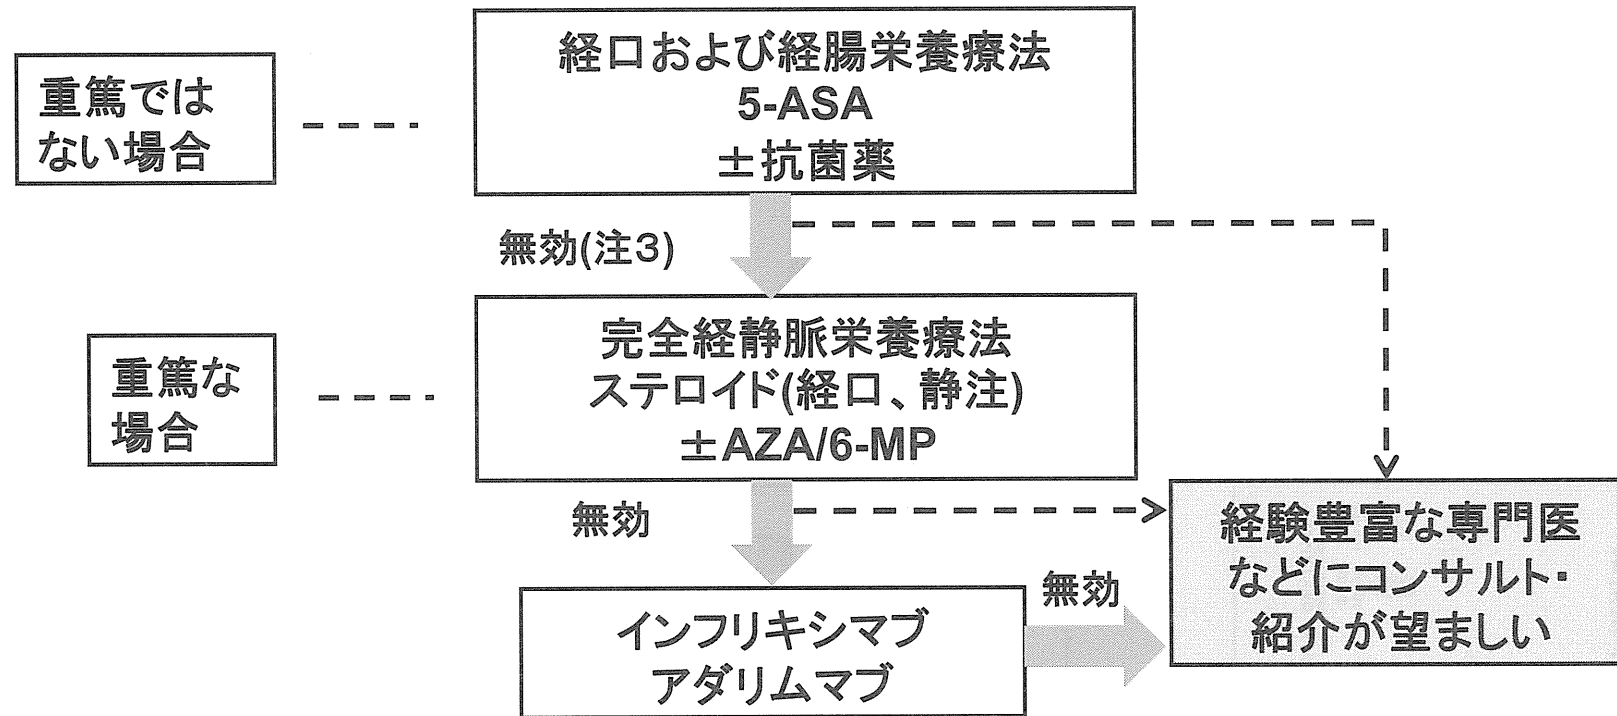 重篤では
ない場合
経口および経腸栄養療法
5-ASA
±抗菌薬
無効(注3)
重篤な
場合
完全経静脈栄養療法
ステロイド(経口、静注)
±AZA/6-MP
無効
インフリキシマブ
アダリムマブ
無効
経験豊富な専門医
などにコンサルト・
紹介が望ましい